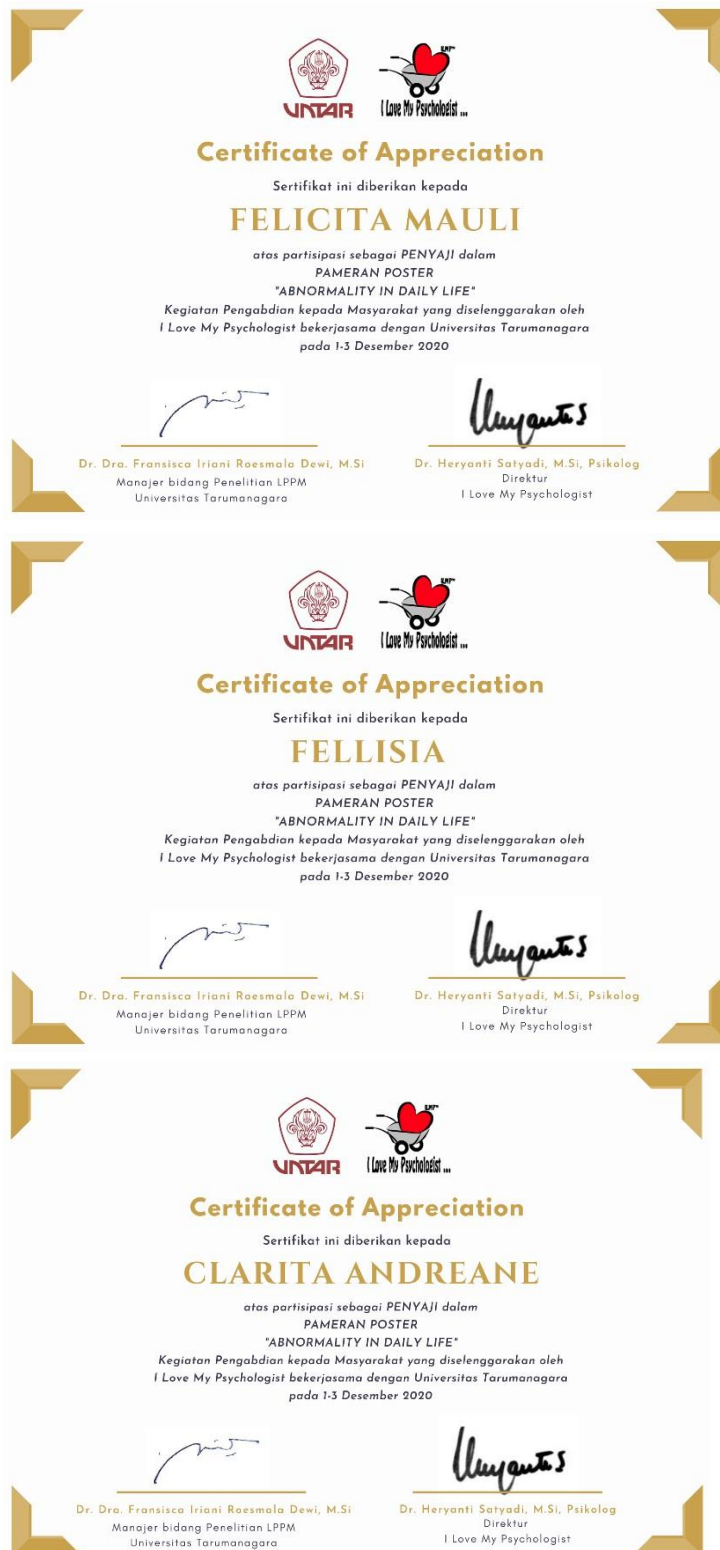 UNTAR
ILMP™
I Love My Psychologist ...
Certificate of Appreciation
Sertifikat ini diberikan kepada
FELICITA MAULI
atas partisipasi sebagai PENYAJI dalam
PAMERAN POSTER
"ABNORMALITY IN DAILY LIFE"
Kegiatan Pengabdian kepada Masyarakat yang diselenggarakan oleh
I Love My Psychologist bekerjasama dengan Universitas Tarumanagara
pada 1-3 Desember 2020
Dr. Dra. Fransisca Iriani Roesmala Dewi, M.Si
Manajer bidang Penelitian LPPM
Universitas Tarumanagara
Dr. Heryanti Satyadi, M.Si, Psikolog
Direktur
I Love My Psychologist
UNTAR
ILMP™
I Love My Psychologist ...
Certificate of Appreciation
Sertifikat ini diberikan kepada
FELLISIA
atas partisipasi sebagai PENYAJI dalam
PAMERAN POSTER
"ABNORMALITY IN DAILY LIFE"
Kegiatan Pengabdian kepada Masyarakat yang diselenggarakan oleh
I Love My Psychologist bekerjasama dengan Universitas Tarumanagara
pada 1-3 Desember 2020
Dr. Dra. Fransisca Iriani Roesmala Dewi, M.Si
Manajer bidang Penelitian LPPM
Universitas Tarumanagara
Dr. Heryanti Satyadi, M.Si, Psikolog
Direktur
I Love My Psychologist
UNTAR
ILMP™
I Love My Psychologist ...
Certificate of Appreciation
Sertifikat ini diberikan kepada
CLARITA ANDREANE
atas partisipasi sebagai PENYAJI dalam
PAMERAN POSTER
"ABNORMALITY IN DAILY LIFE"
Kegiatan Pengabdian kepada Masyarakat yang diselenggarakan oleh
I Love My Psychologist bekerjasama dengan Universitas Tarumanagara
pada 1-3 Desember 2020
Dr. Dra. Fransisca Iriani Roesmala Dewi, M.Si
Manajer bidang Penelitian LPPM
Universitas Tarumanagara
Dr. Heryanti Satyadi, M.Si, Psikolog
Direktur
I Love My Psychologist